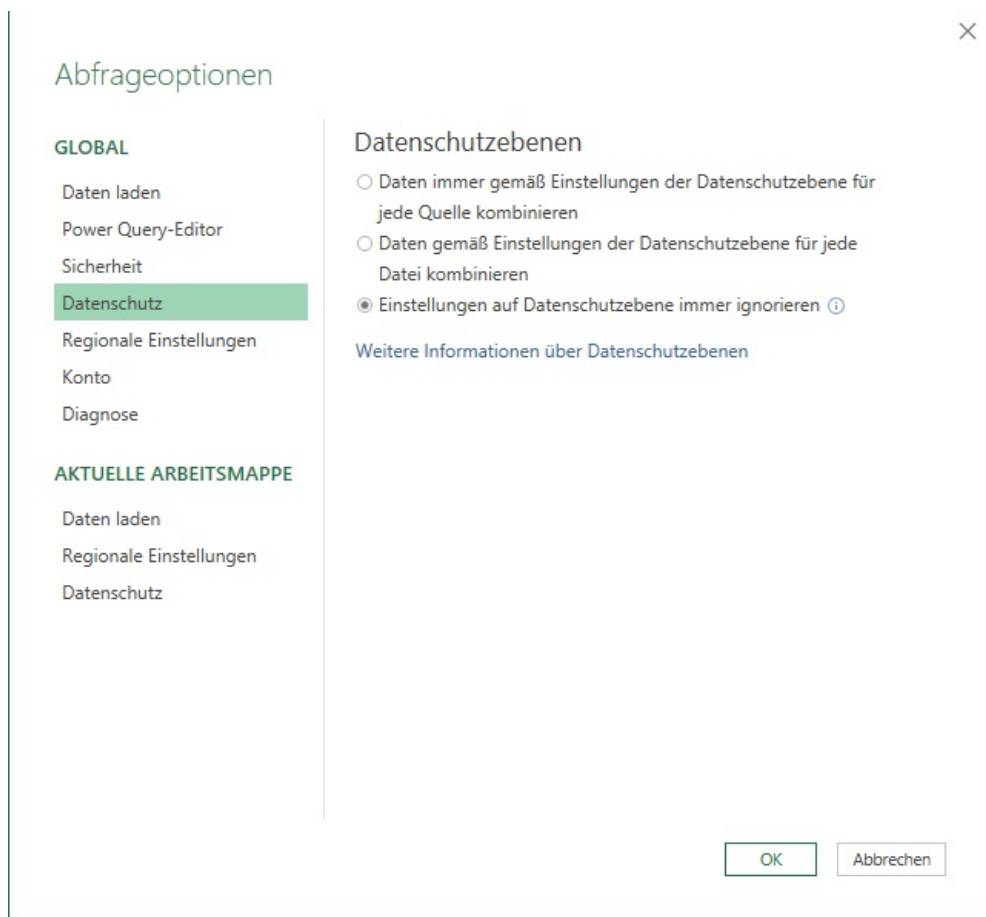 Abfrageoptionen
GLOBAL
Daten laden
Power Query-Editor
Sicherheit
Datenschutz
Regionale Einstellungen
Konto
Diagnose
AKTUELLE ARBEITSMAPPE
Daten laden
Regionale Einstellungen
Datenschutz
Datenschutzebenen
Daten immer gemäß Einstellungen der Datenschutzebene für
jede Quelle kombinieren
Daten gemäß Einstellungen der Datenschutzebene für jede
Datei kombinieren
Einstellungen auf Datenschutzebene immer ignorieren
Weitere Informationen über Datenschutzebenen
OK
Abbrechen